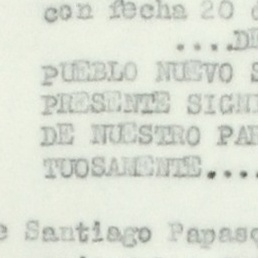 con fecha 20 d
....DE
PUEBLO NUEVO S
PRESENTE SIGNI
DE NUESTRO PAR
TUOSAMENTE....
e Santiago Papasq